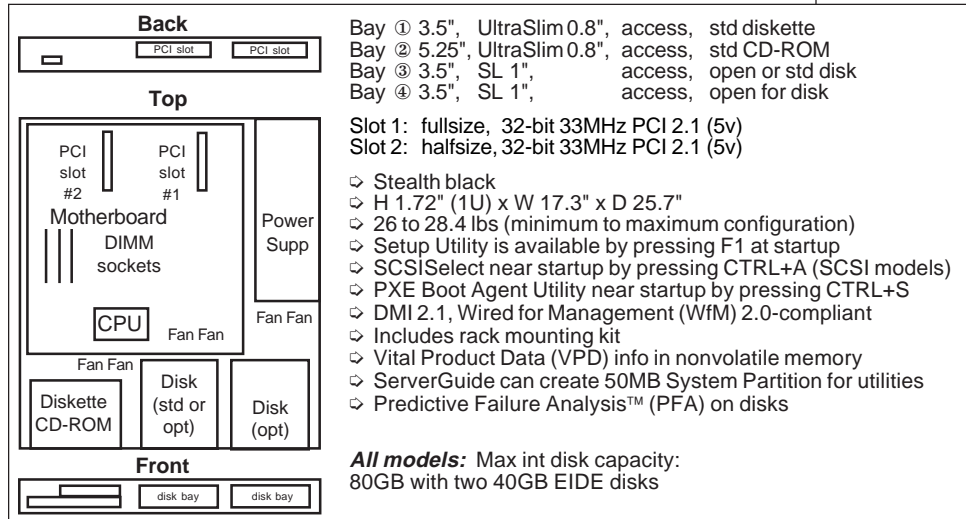 Back
PCI slot PCI slot
Top
PCI slot #2
PCI slot #1
Motherboard
DIMM sockets
Power Supp
CPU
Fan Fan
Fan Fan
Fan Fan
Diskette CD-ROM
Disk (std or opt)
Disk (opt)
Front
disk bay disk bay
Bay ① 3.5", UltraSlim 0.8", access, std diskette
Bay ② 5.25", UltraSlim 0.8", access, std CD-ROM
Bay ③ 3.5", SL 1", access, open or std disk
Bay ④ 3.5", SL 1", access, open for disk
Slot 1: fullsize, 32-bit 33MHz PCI 2.1 (5v)
Slot 2: halfsize, 32-bit 33MHz PCI 2.1 (5v)
➪ Stealth black
➪ H 1.72" (1U) x W 17.3" x D 25.7"
➪ 26 to 28.4 lbs (minimum to maximum configuration)
➪ Setup Utility is available by pressing F1 at startup
➪ SCSISelect near startup by pressing CTRL+A (SCSI models)
➪ PXE Boot Agent Utility near startup by pressing CTRL+S
➪ DMI 2.1, Wired for Management (WfM) 2.0-compliant
➪ Includes rack mounting kit
➪ Vital Product Data (VPD) info in nonvolatile memory
➪ ServerGuide can create 50MB System Partition for utilities
➪ Predictive Failure Analysis™ (PFA) on disks
All models: Max int disk capacity:
80GB with two 40GB EIDE disks